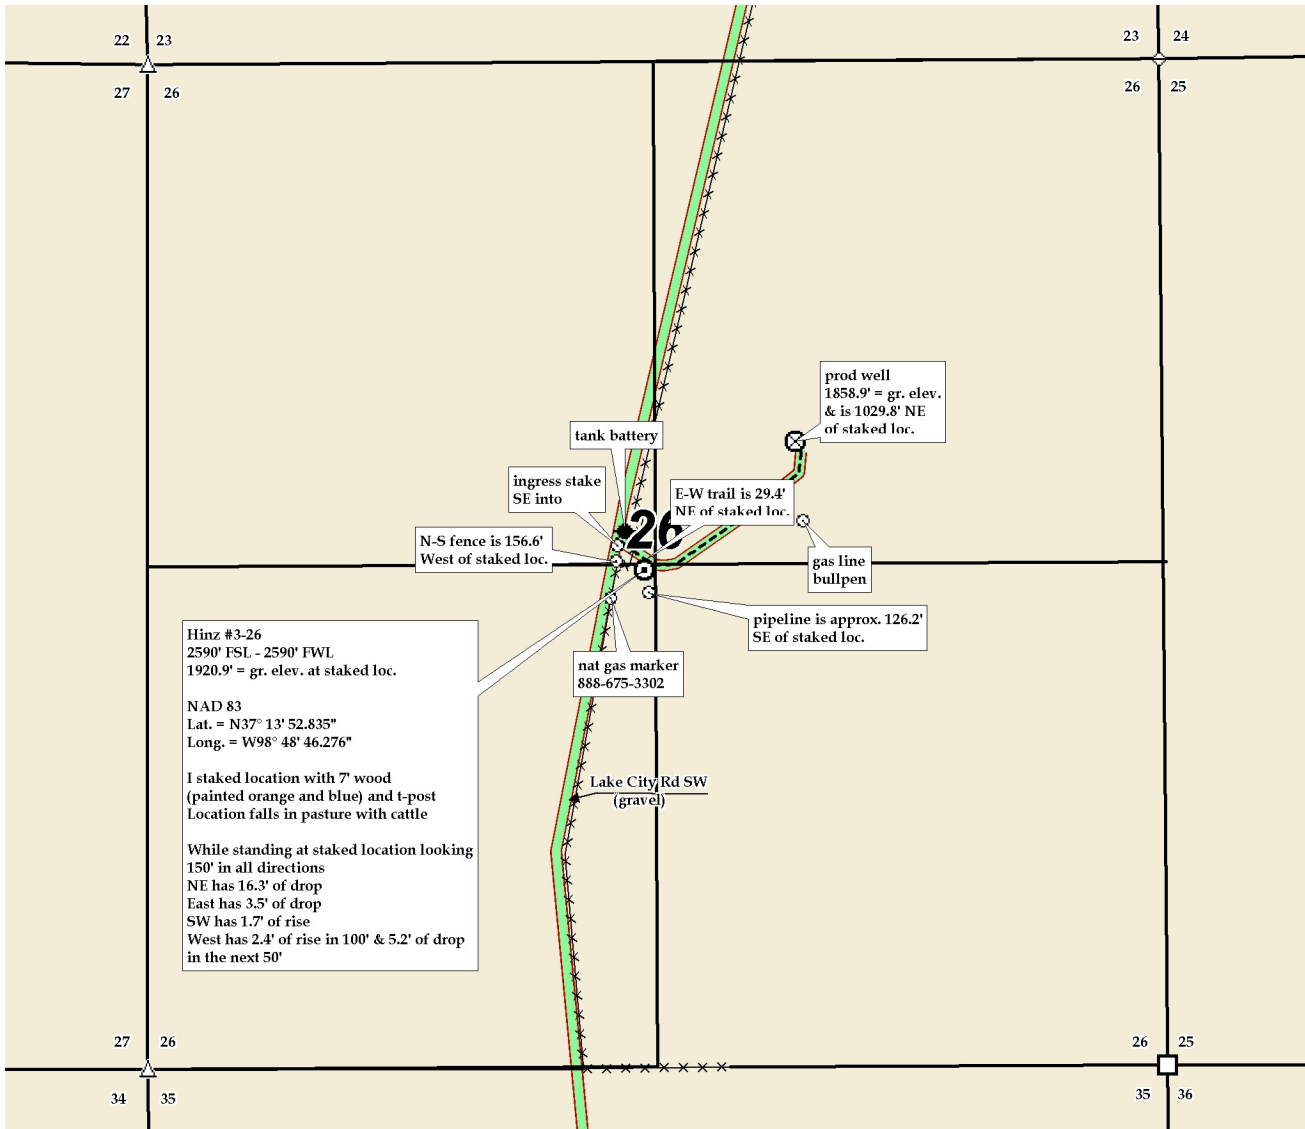 22 23
23 24
27 26
26 25
prod well
1858.9' = gr. elev.
& is 1029.8' NE
of staked loc.
tank battery
ingress stake
SE into
E-W trail is 29.4'
NE of staked loc.
26
N-S fence is 156.6'
West of staked loc.
gas line
bullpen
pipeline is approx. 126.2'
SE of staked loc.
nat gas marker
888-675-3302
Hinz #3-26
2590' FSL - 2590' FWL
1920.9' = gr. elev. at staked loc.
NAD 83
Lat. = N37° 13' 52.835"
Long. = W98° 48' 46.276"
I staked location with 7' wood
(painted orange and blue) and t-post
Location falls in pasture with cattle
While standing at staked location looking
150' in all directions
NE has 16.3' of drop
East has 3.5' of drop
SW has 1.7' of rise
West has 2.4' of rise in 100' & 5.2' of drop
in the next 50'
Lake City Rd SW
(gravel)
27 26
26 25
34 35
35 36